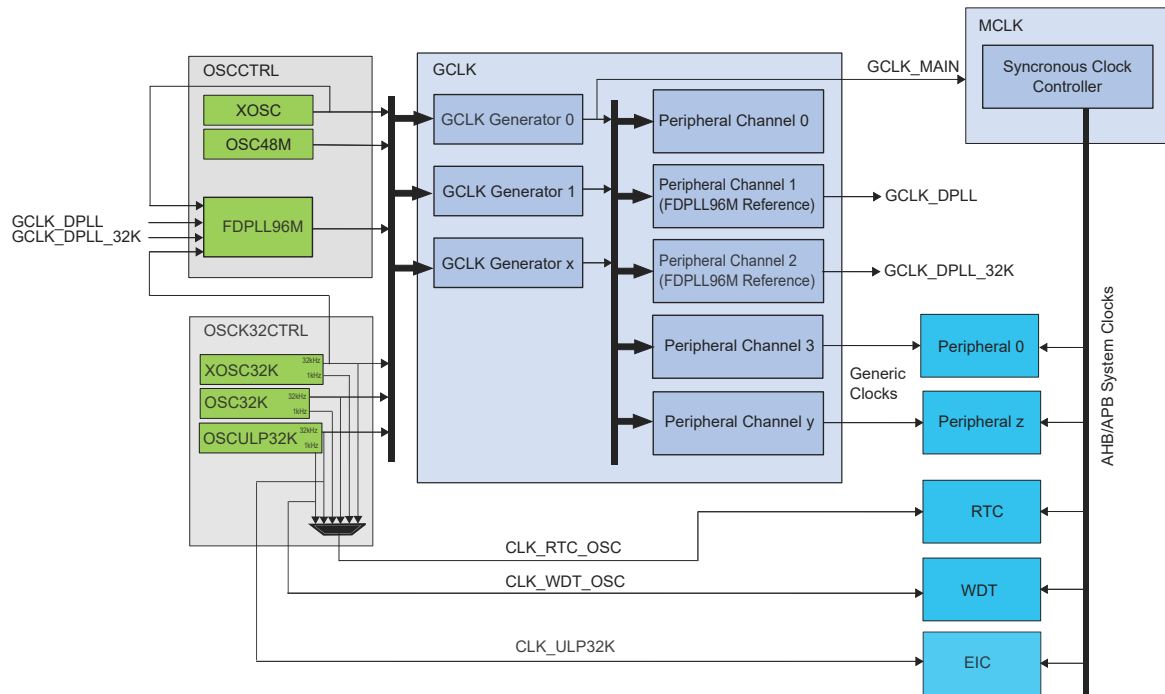 MCLK
Syncronous Clock
Controller
GCLK_MAIN
OSCCTRL
XOSC
OSC48M
FDPLL96M
GCLK_DPLL
GCLK_DPLL_32K
GCLK
GCLK Generator 0
GCLK Generator 1
GCLK Generator x
Peripheral Channel 0
Peripheral Channel 1
(FDPLL96M Reference)
Peripheral Channel 2
(FDPLL96M Reference)
Peripheral Channel 3
Peripheral Channel y
GCLK_DPLL
GCLK_DPLL_32K
Generic
Clocks
Peripheral 0
Peripheral z
AHB/APB System Clocks
OSCK32CTRL
XOSC32K
32kHz
1kHz
OSC32K
32kHz
1kHz
OSCULP32K
32kHz
1kHz
CLK_RTC_OSC
RTC
CLK_WDT_OSC
WDT
CLK_ULP32K
EIC